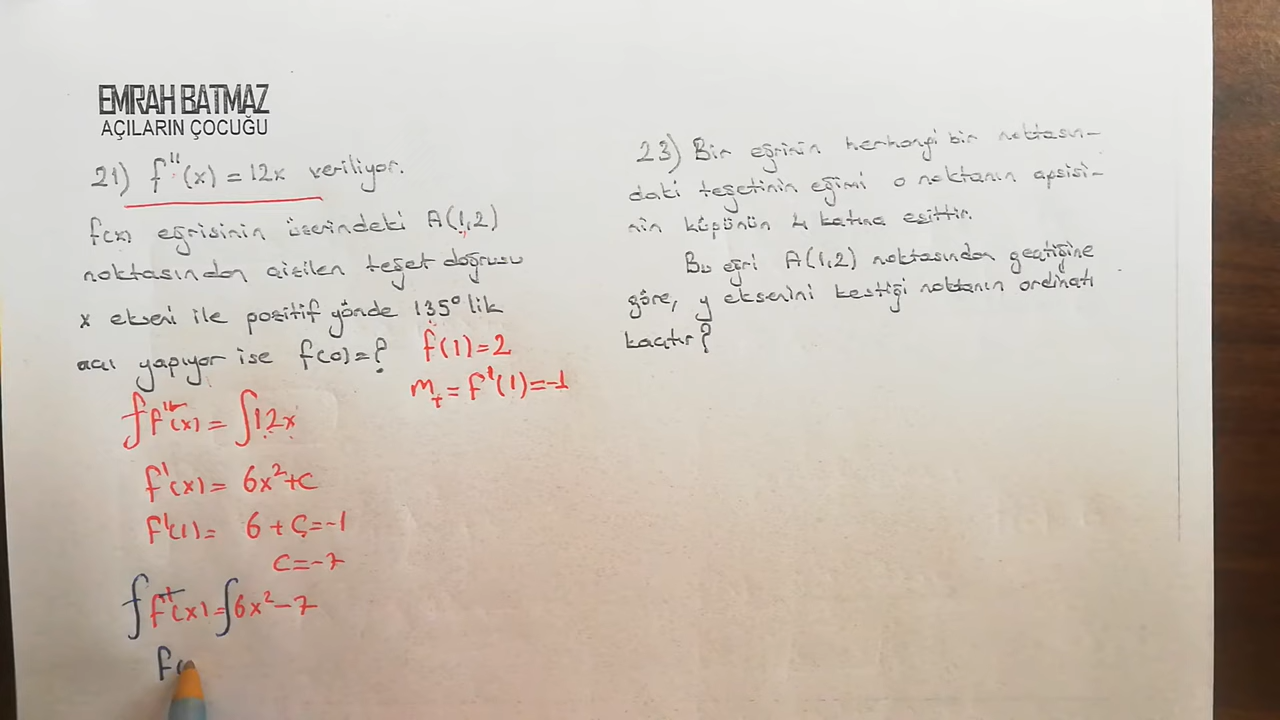 EMRAH BATMAZ
AÇILARIN ÇOCUĞU
21) f''(x) = 12x veriliyor.
f(x) eğrisinin üzerindeki A(1,2)
noktasından çizilen teğet doğrusu
x ekseni ile pozitif yönde 135° lik
açı yapıyor ise f(0)=?
f(1)=2
m_t = f'(1)=-1
∫f''(x) = ∫12x
f'(x) = 6x²+c
f'(1) = 6+c=-1
c=-7
∫f'(x) = ∫6x²-7
f(
23) Bir eğrinin herhangi bir noktasın-
daki teğetinin eğimi o noktanın apsisi-
nin küpünün 4 katına eşittir.
Bu eğri A(1,2) noktasından geçtiğine
göre, y eksenini kestiği noktanın ordinatı
kaçtır?